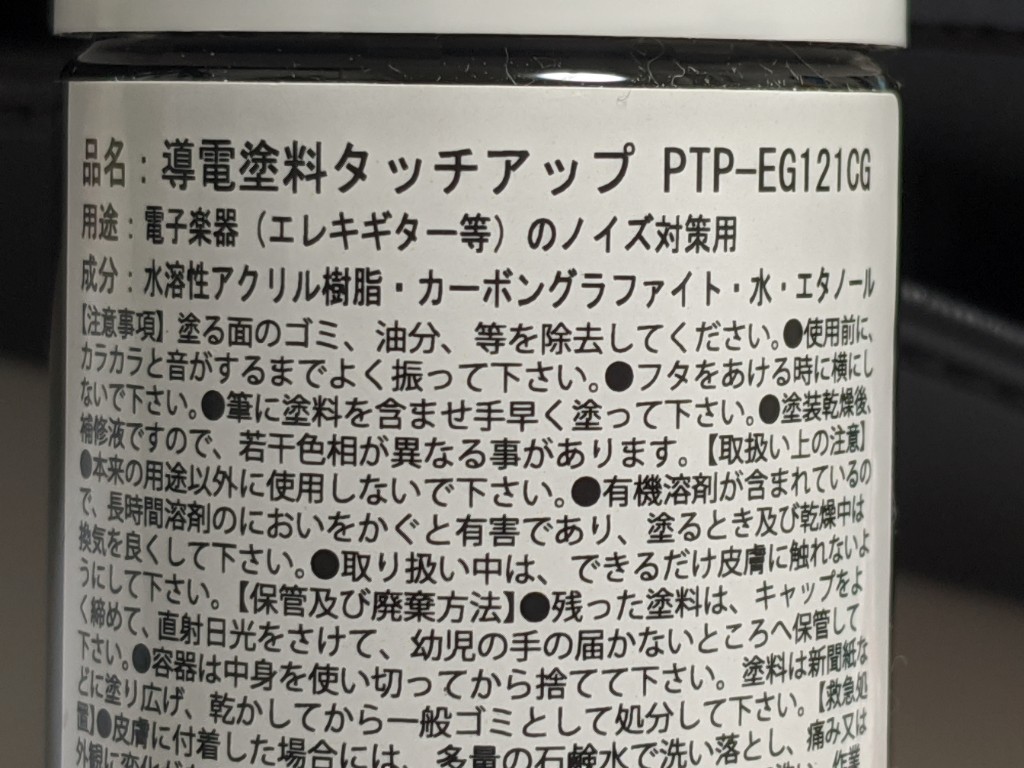 品名：導電塗料タッチアップ PTP-EG121CG
用途：電子楽器（エレキギター等）のノイズ対策用
成分：水溶性アクリル樹脂・カーボングラファイト・水・エタノール
【注意事項】塗る面のゴミ、油分、等を除去してください。●使用前に、
カラカラと音がするまでよく振って下さい。●フタをあける時に横にし
ないで下さい。●筆に塗料を含ませ手早く塗って下さい。●塗装乾燥後、
補修液ですので、若干色相が異なる事があります。【取扱い上の注意】
●本来の用途以外に使用しないで下さい。●有機溶剤が含まれているの
で、長時間溶剤のにおいをかぐと有害であり、塗るとき及び乾燥中は
換気を良くして下さい。●取り扱い中は、できるだけ皮膚に触れないよ
うにして下さい。【保管及び廃棄方法】●残った塗料は、キャップをよ
く締めて、直射日光をさけて、幼児の手の届かないところへ保管して
下さい。●容器は中身を使い切ってから捨てて下さい。塗料は新聞紙な
どに塗り広げ、乾かしてから一般ゴミとして処分して下さい。【救急処
置】●皮膚に付着した場合には、多量の石鹸水で洗い落とし、痛み又は
外観に変化が